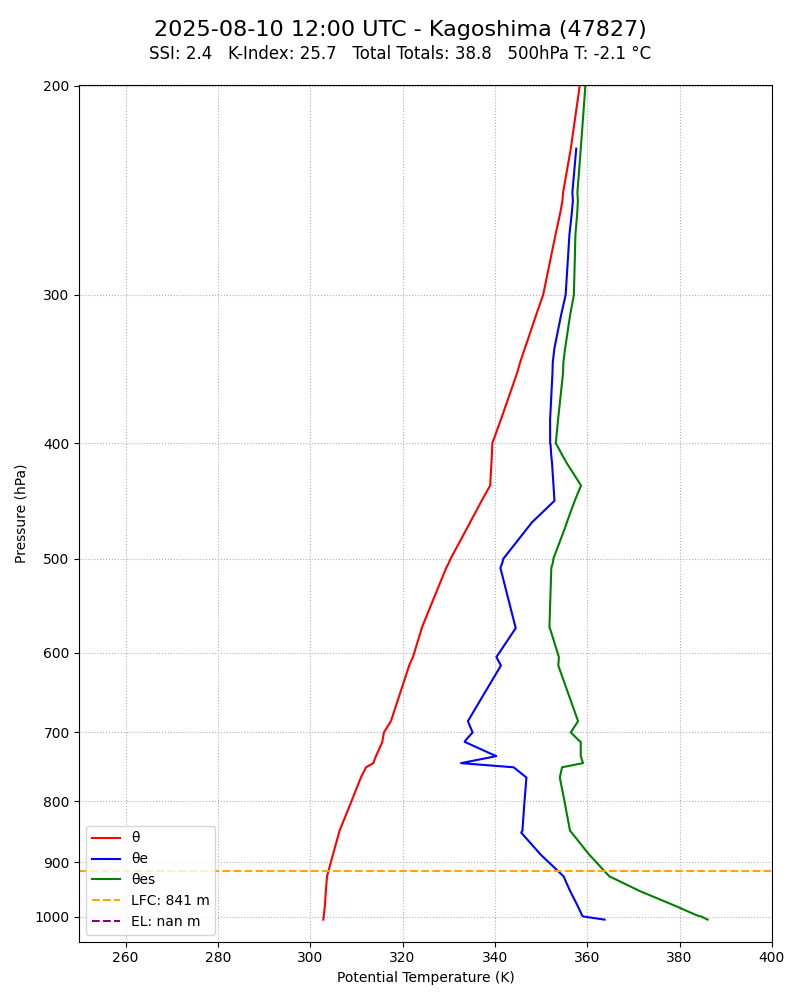 2025-08-10 12:00 UTC - Kagoshima (47827)
SSI: 2.4   K-Index: 25.7   Total Totals: 38.8   500hPa T: -2.1 °C
200
300
400
500
600
700
800
900
1000
Pressure (hPa)
θ
θe
θes
LFC: 841 m
EL: nan m
260 280 300 320 340 360 380 400
Potential Temperature (K)